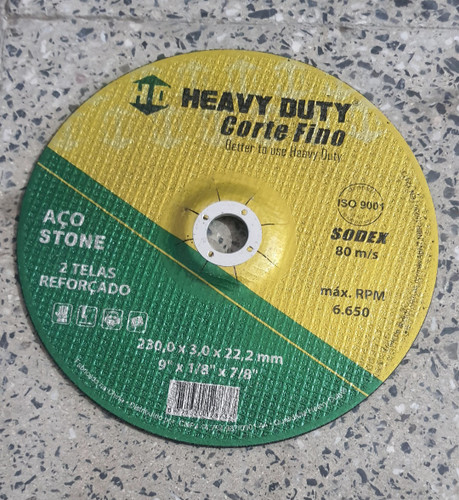 HD
HEAVY DUTY
Corte Fino
Better to use Heavy Duty
ISO 9001
SODEX
80 m/s
máx. RPM
6.650
AÇO
STONE
2 TELAS
REFORÇADO
230,0 x 3,0 x 22,2 mm
9" x 1/8" x 7/8"